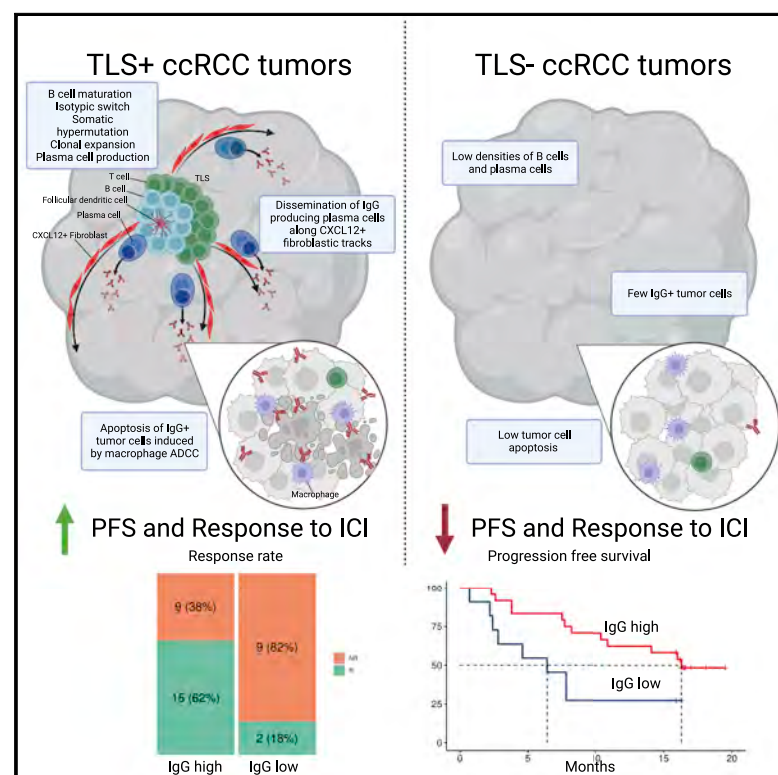 TLS+ ccRCC tumors
B cell maturation
Isotypic switch
Somatic
hypermutation
Clonal expansion
Plasma cell production
T cell
B cell
Follicular dendritic cell
Plasma cell
CXCL12+ Fibroblast
TLS
Dissemination of IgG
producing plasma cells
along CXCL12+
fibroblastic tracks
Apoptosis of IgG+
tumor cells induced
by macrophage ADCC
Macrophage
PFS and Response to ICI
Response rate
9 (38%)
15 (62%)
9 (82%)
2 (18%)
NR
R
IgG high
IgG low
TLS- ccRCC tumors
Low densities of B cells
and plasma cells
Few IgG+ tumor cells
Low tumor cell
apoptosis
PFS and Response to ICI
Progression free survival
100
75
50
25
0
IgG high
IgG low
0
5
10
15
20
Months